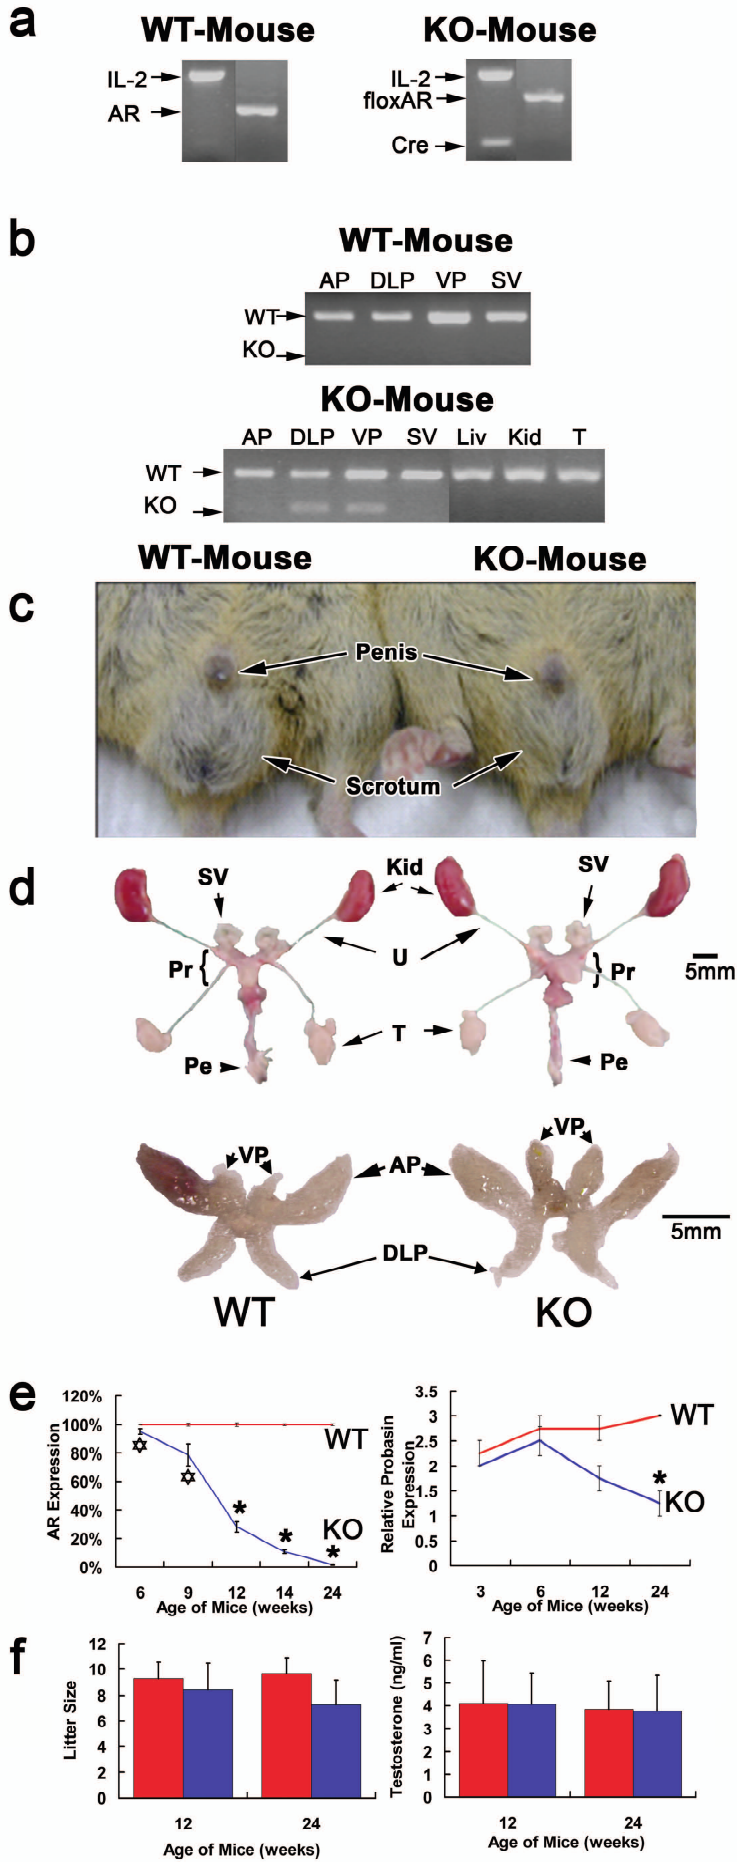 a
WT-Mouse KO-Mouse
IL-2 IL-2
AR floxAR
Cre
b
WT-Mouse
AP DLP VP SV
WT
KO
KO-Mouse
AP DLP VP SV Liv Kid T
WT
KO
WT-Mouse KO-Mouse
c
Penis
Scrotum
d
SV Kid SV
U
Pr Pr 5mm
T
Pe Pe
VP VP
AP
5mm
DLP
WT KO
e
120%
100%
80%
60%
40%
20%
0%
AR Expression
WT
KO
✡ ✡ * * *
6 9 12 14 24
Age of Mice (weeks)
3.5
3
2.5
2
1.5
1
0.5
0
Relative Probasin
Expression
WT
*
KO
3 6 12 24
Age of Mice (weeks)
f
12
10
8
6
4
2
0
Litter Size
12 24
Age of Mice (weeks)
7
6
5
4
3
2
1
0
Testosterone (ng/ml)
12 24
Age of Mice (weeks)